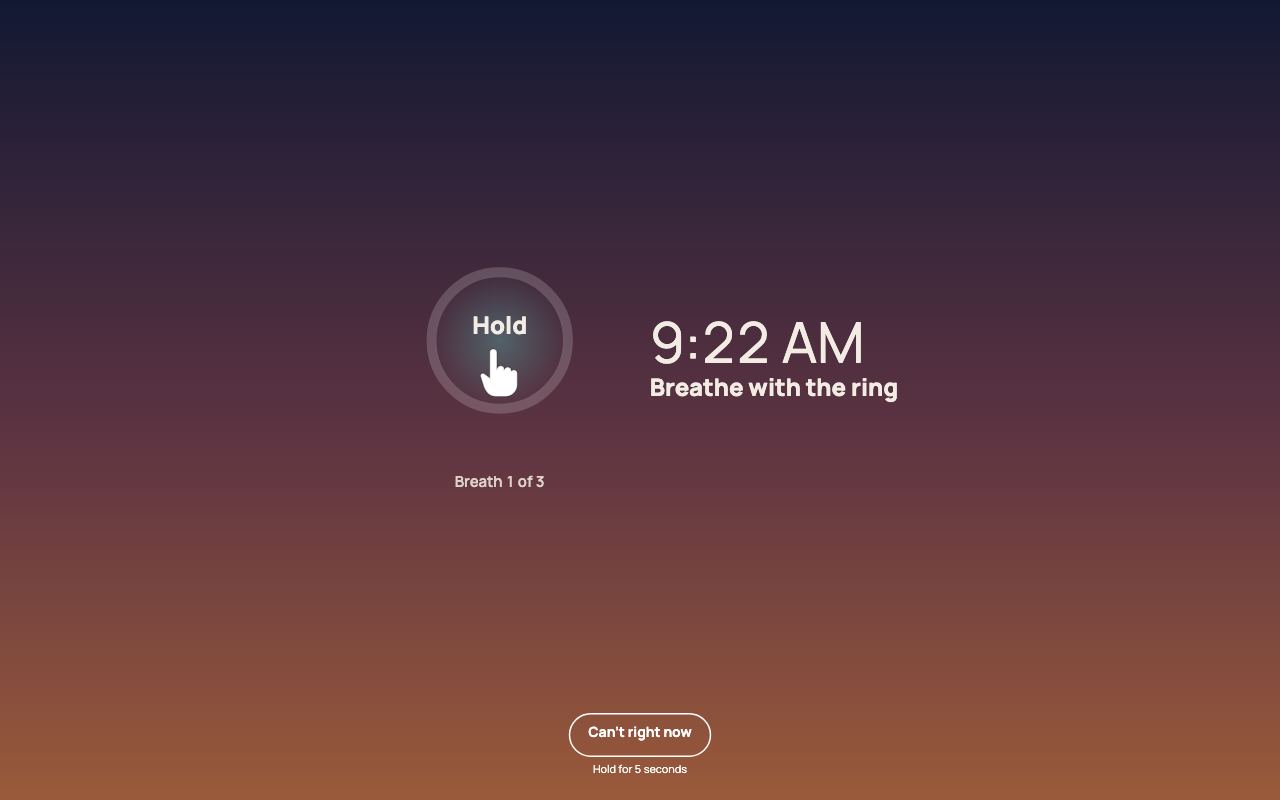 Hold
9:22 AM
Breathe with the ring
Breath 1 of 3
Can't right now
Hold for 5 seconds